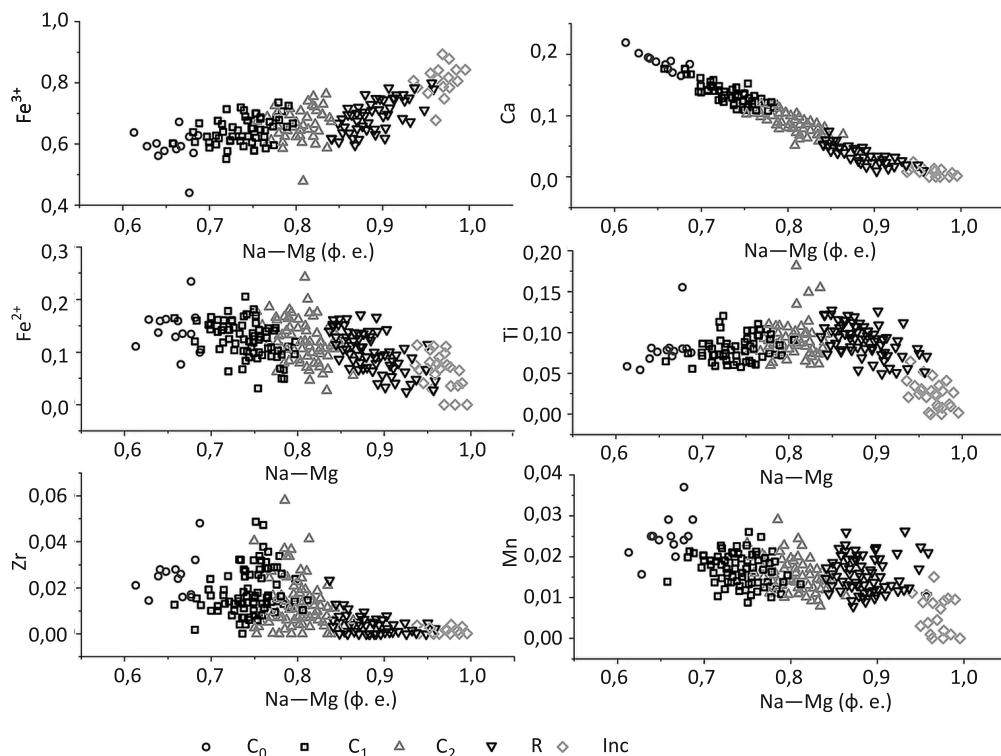 1,0
0,8
0,6
0,4
Fe³⁺
0,6 0,7 0,8 0,9 1,0
Na—Mg (ф. е.)
0,2
0,1
0,0
Ca
0,6 0,7 0,8 0,9 1,0
Na—Mg (ф. е.)
0,3
0,2
0,1
0,0
Fe²⁺
0,6 0,7 0,8 0,9 1,0
Na—Mg
0,20
0,15
0,10
0,05
0,00
Ti
0,6 0,7 0,8 0,9 1,0
Na—Mg
0,06
0,04
0,02
0,00
Zr
0,6 0,7 0,8 0,9 1,0
Na—Mg (ф. е.)
0,04
0,03
0,02
0,01
0,00
Mn
0,6 0,7 0,8 0,9 1,0
Na—Mg (ф. е.)
C₀ C₁ C₂ R Inc